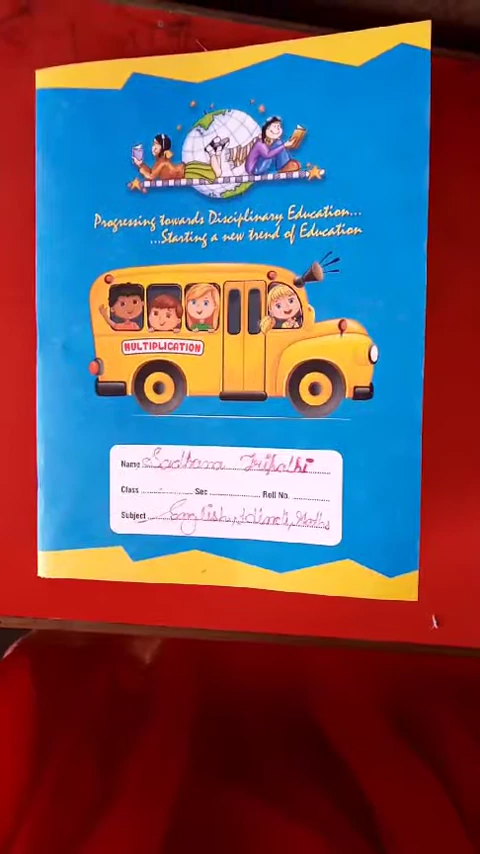 Progressing towards Disciplinary Education...
...Starting a new trend of Education
MULTIPLICATION
Name Sadhana Tripathi
Class Sec Roll No.
Subject English, Hindi, Maths